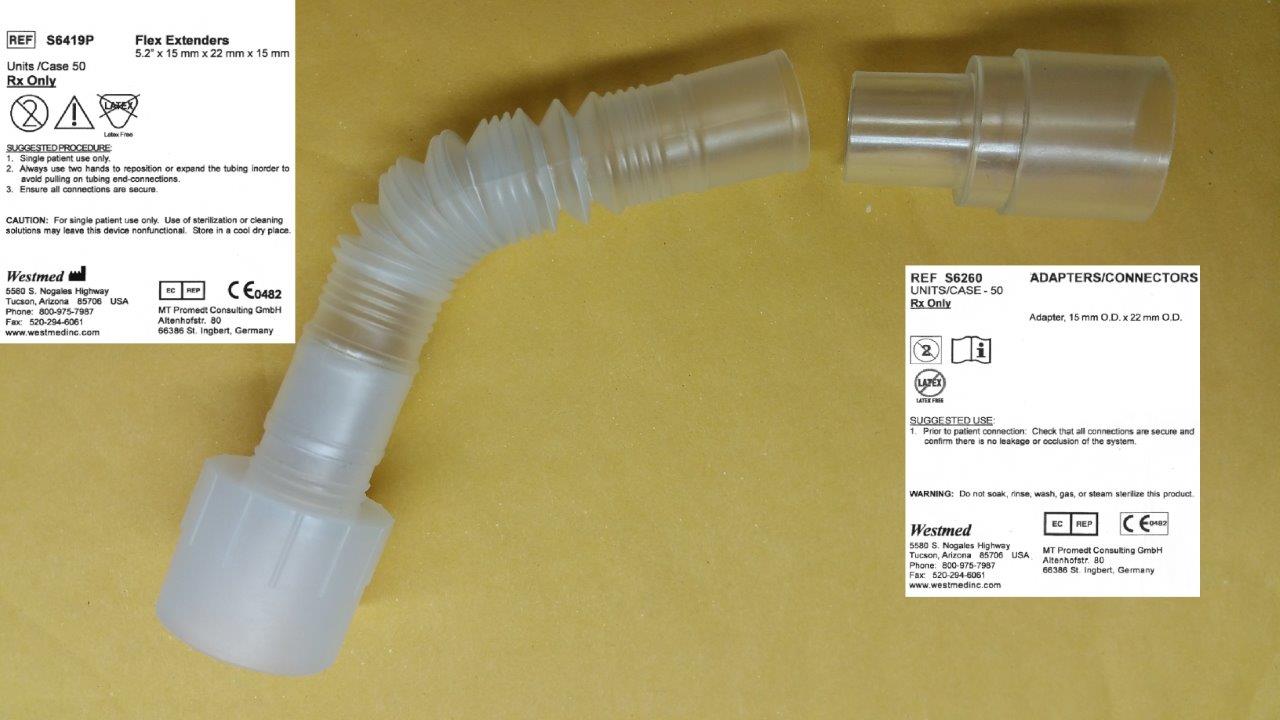 REF S6419P Flex Extenders
5.2" x 15 mm x 22 mm x 15 mm
Units /Case 50
Rx Only
2 LATEX
Latex Free
SUGGESTED PROCEDURE:
1. Single patient use only.
2. Always use two hands to reposition or expand the tubing inorder to
avoid pulling on tubing end-connections.
3. Ensure all connections are secure.
CAUTION: For single patient use only. Use of sterilization or cleaning
solutions may leave this device nonfunctional. Store in a cool dry place.
Westmed
5580 S. Nogales Highway
Tucson, Arizona 85706 USA
Phone: 800-975-7987
Fax: 520-294-6061
www.westmedinc.com
EC REP CE0482
MT Promedt Consulting GmbH
Altenhofstr. 80
66386 St. Ingbert, Germany
REF S6260 ADAPTERS/CONNECTORS
UNITS/CASE - 50
Rx Only
Adapter, 15 mm O.D. x 22 mm O.D.
2 i
LATEX
LATEX FREE
SUGGESTED USE:
1. Prior to patient connection: Check that all connections are secure and
confirm there is no leakage or occlusion of the system.
WARNING: Do not soak, rinse, wash, gas, or steam sterilize this product.
Westmed
5580 S. Nogales Highway
Tucson, Arizona 85706 USA
Phone: 800-975-7987
Fax: 520-294-6061
www.westmedinc.com
EC REP CE0482
MT Promedt Consulting GmbH
Altenhofstr. 80
66386 St. Ingbert, Germany